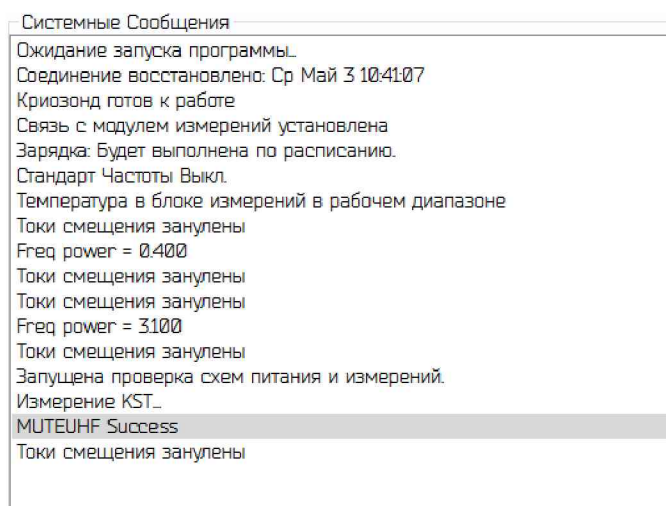 Системные Сообщения
Ожидание запуска программы...
Соединение восстановлено: Ср Май 3 10:41:07
Криозонд готов к работе
Связь с модулем измерений установлена
Зарядка: Будет выполнена по расписанию.
Стандарт Частоты Выкл.
Температура в блоке измерений в рабочем диапазоне
Токи смещения занулены
Freq power = 0.400
Токи смещения занулены
Токи смещения занулены
Freq power = 3.100
Токи смещения занулены
Запущена проверка схем питания и измерений.
Измерение KST...
MUTEUHF Success
Токи смещения занулены